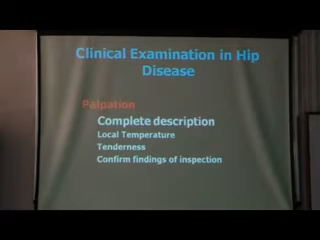 Clinical Examination in Hip
Disease
Palpation
Complete description
Local Temperature
Tenderness
Confirm findings of inspection